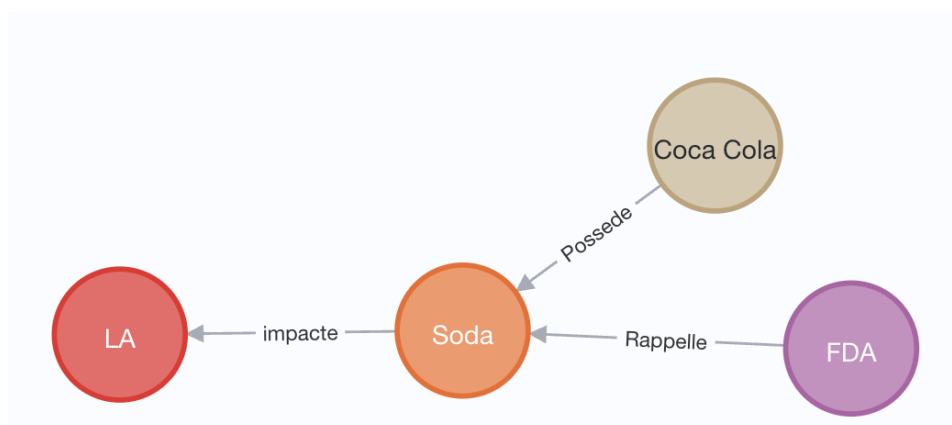 Coca Cola
Possede
LA
impacte
Soda
Rappelle
FDA